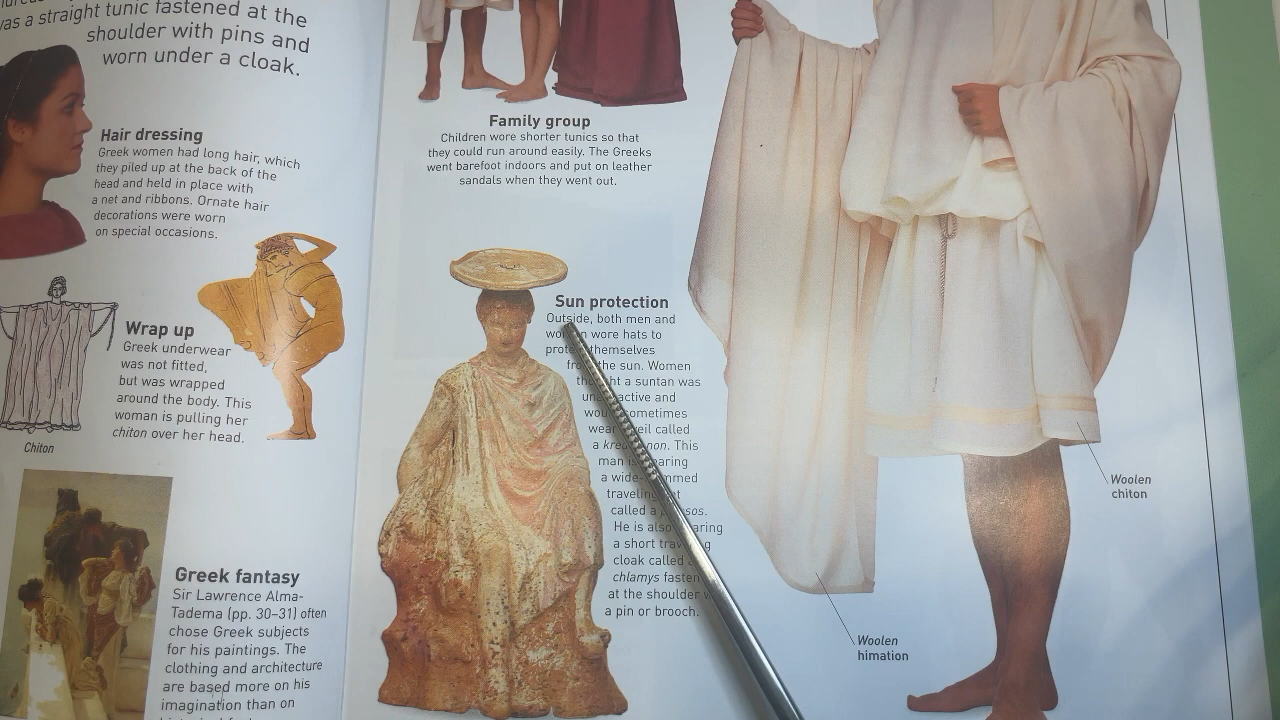 was a straight tunic fastened at the
shoulder with pins and
worn under a cloak.
Hair dressing
Greek women had long hair, which
they piled up at the back of the
head and held in place with
a net and ribbons. Ornate hair
decorations were worn
on special occasions.
Wrap up
Greek underwear
was not fitted,
but was wrapped
around the body. This
woman is pulling her
chiton over her head.
Chiton
Greek fantasy
Sir Lawrence Alma-
Tadema (pp. 30–31) often
chose Greek subjects
for his paintings. The
clothing and architecture
are based more on his
imagination than on
Family group
Children wore shorter tunics so that
they could run around easily. The Greeks
went barefoot indoors and put on leather
sandals when they went out.
Sun protection
Outside, both men and
wore hats to
themselves
the sun. Women
a suntan was
and
sometimes
called
a This
man is
a
traveling
called a
He is also
a short
cloak called
chlamys
at the shoulder
a pin or brooch.
Woolen
chiton
Woolen
himation